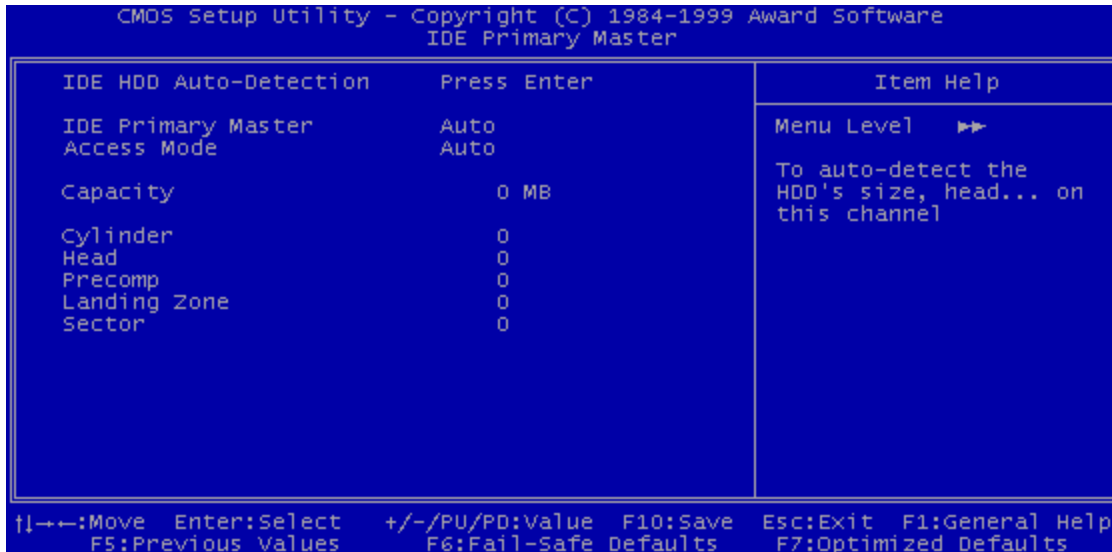 CMOS Setup Utility - Copyright (C) 1984-1999 Award Software
IDE Primary Master
IDE HDD Auto-Detection Press Enter
IDE Primary Master Auto
Access Mode Auto
Capacity 0 MB
Cylinder 0
Head 0
Precomp 0
Landing Zone 0
Sector 0
Item Help
Menu Level ►►
To auto-detect the
HDD's size, head... on
this channel
↑↓→←:Move Enter:Select +/-/PU/PD:Value F10:Save Esc:Exit F1:General Help
F5:Previous Values F6:Fail-Safe Defaults F7:Optimized Defaults